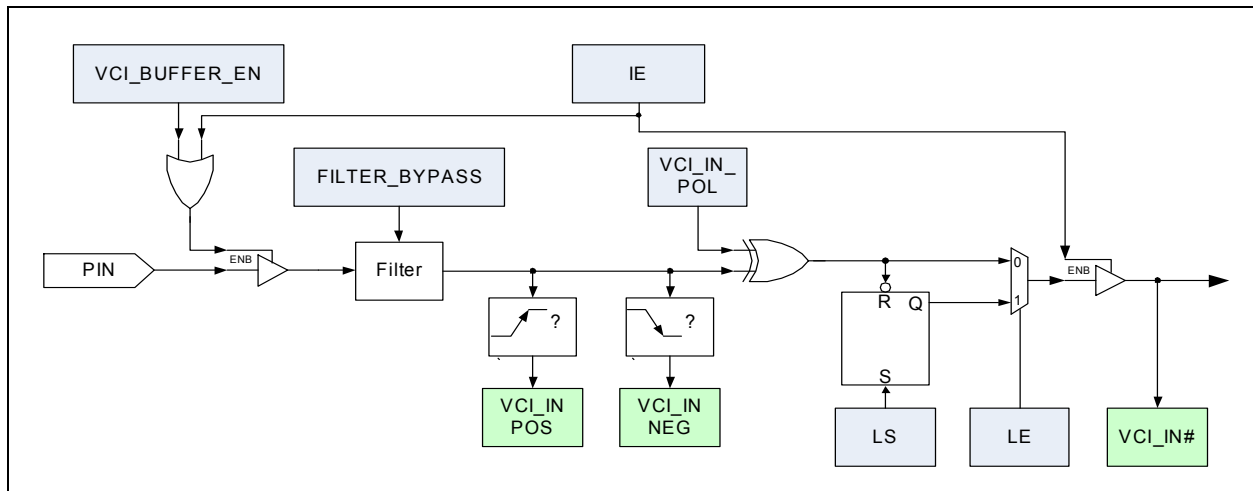 VCI_BUFFER_EN
IE
FILTER_BYPASS
VCI_IN_
POL
ENB
PIN
Filter
0
ENB
1
R
Q
?
?
S
VCI_IN
POS
VCI_IN
NEG
LS
LE
VCI_IN#